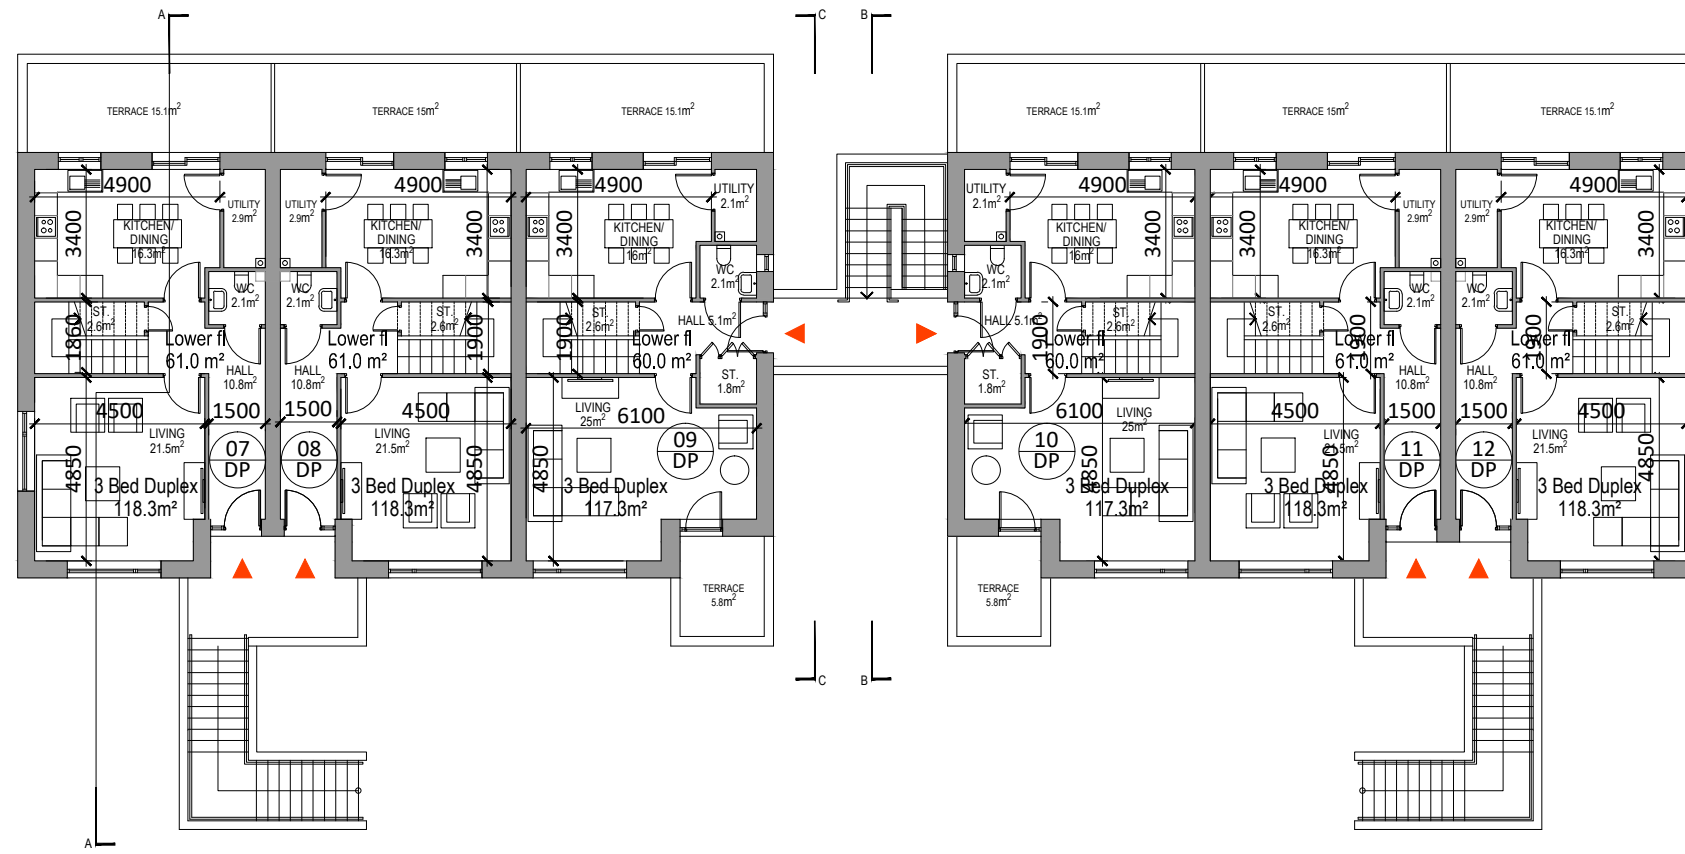 A
C
B
TERRACE 15.1m²
TERRACE 15m²
TERRACE 15.1m²
TERRACE 15.1m²
TERRACE 15.1m²
TERRACE 15.1m²
4900
4900
4900
4900
4900
4900
UTILITY
2.9m²
UTILITY
2.9m²
UTILITY
2.1m²
UTILITY
2.1m²
UTILITY
2.9m²
UTILITY
2.9m²
3400
3400
3400
3400
3400
3400
KITCHEN/
DINING
16.3m²
KITCHEN/
DINING
16.3m²
KITCHEN/
DINING
16m²
KITCHEN/
DINING
16m²
KITCHEN/
DINING
16.3m²
KITCHEN/
DINING
16.3m²
WC
2.1m²
WC
2.1m²
WC
2.1m²
WC
2.1m²
WC
2.1m²
WC
2.1m²
ST.
2.6m²
ST.
2.6m²
ST.
2.6m²
ST.
2.6m²
ST.
2.6m²
ST.
2.6m²
HALL 5.1m²
HALL 5.1m²
1860
1900
1900
1900
1900
1900
Lower fl
61.0 m²
Lower fl
61.0 m²
Lower fl
60.0 m²
Lower fl
60.0 m²
Lower fl
61.0 m²
Lower fl
61.0 m²
HALL
10.8m²
HALL
10.8m²
ST.
1.8m²
ST.
1.8m²
HALL
10.8m²
HALL
10.8m²
4500
1500
1500
4500
6100
6100
4500
1500
1500
4500
LIVING
21.5m²
LIVING
21.5m²
LIVING
25m²
LIVING
25m²
LIVING
21.5m²
LIVING
21.5m²
07
DP
08
DP
09
DP
10
DP
11
DP
12
DP
4850
4850
4850
4850
4850
4850
3 Bed Duplex
118.3m²
3 Bed Duplex
118.3m²
3 Bed Duplex
117.3m²
3 Bed Duplex
117.3m²
3 Bed Duplex
118.3m²
3 Bed Duplex
118.3m²
TERRACE
5.8m²
TERRACE
5.8m²
C
B
A